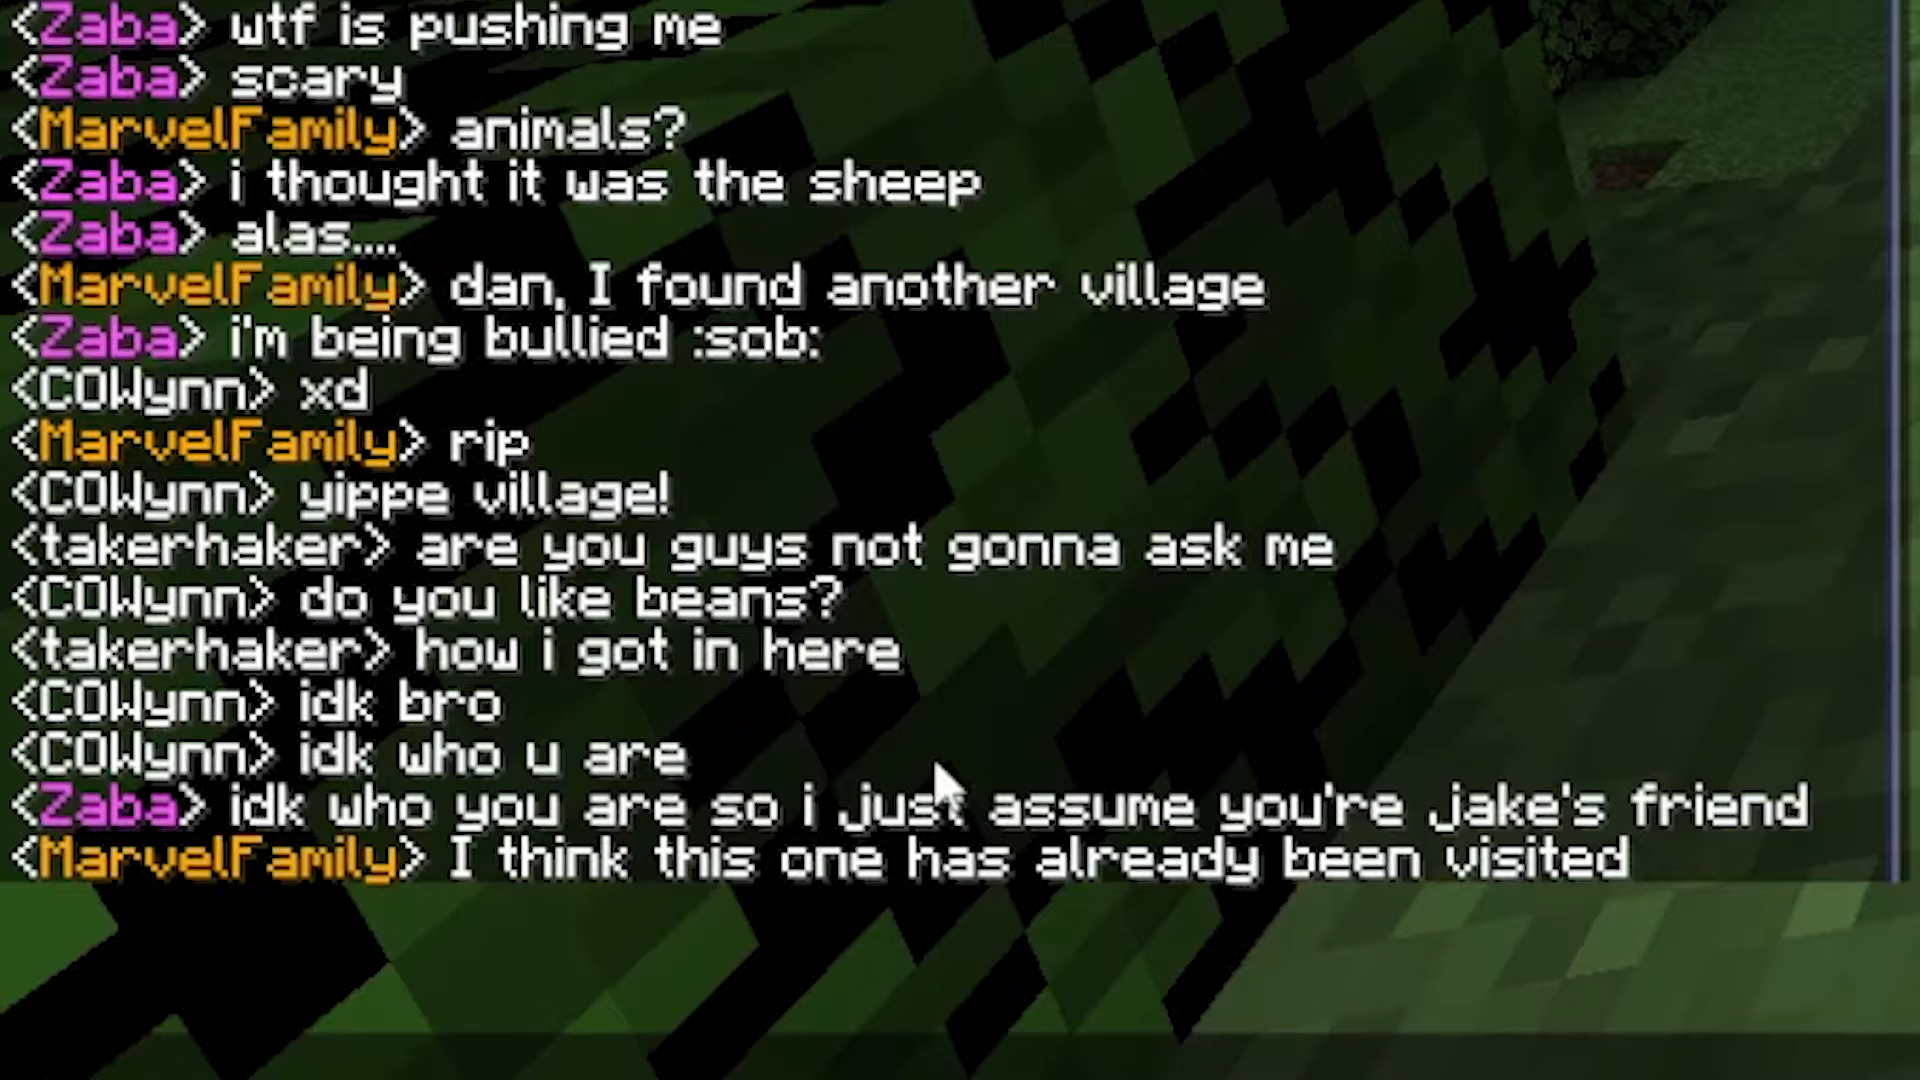 <Zaba> wtf is pushing me
<Zaba> scary
<MarvelFamily> animals?
<Zaba> i thought it was the sheep
<Zaba> alas....
<MarvelFamily> dan, I found another village
<Zaba> i'm being bullied :sob:
<COWynn> xd
<MarvelFamily> rip
<COWynn> yippe village!
<takerhaker> are you guys not gonna ask me
<COWynn> do you like beans?
<takerhaker> how i got in here
<COWynn> idk bro
<COWynn> idk who u are
<Zaba> idk who you are so i just assume you're jake's friend
<MarvelFamily> I think this one has already been visited